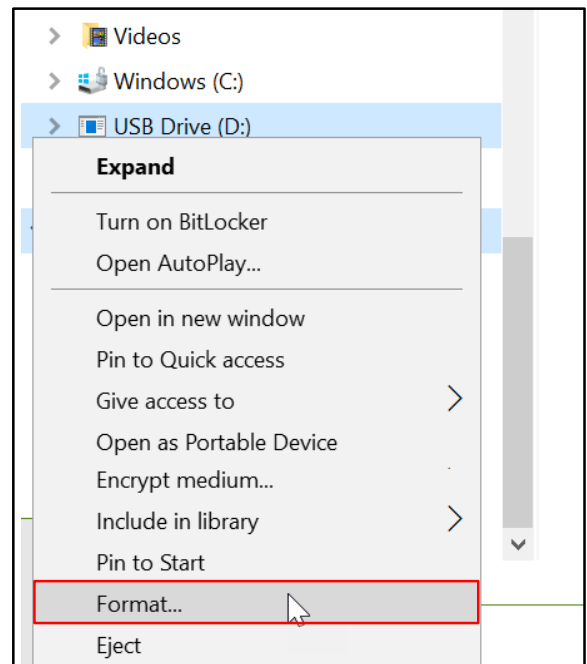 Videos
Windows (C:)
USB Drive (D:)
Expand
Turn on BitLocker
Open AutoPlay...
Open in new window
Pin to Quick access
Give access to
Open as Portable Device
Encrypt medium...
Include in library
Pin to Start
Format...
Eject